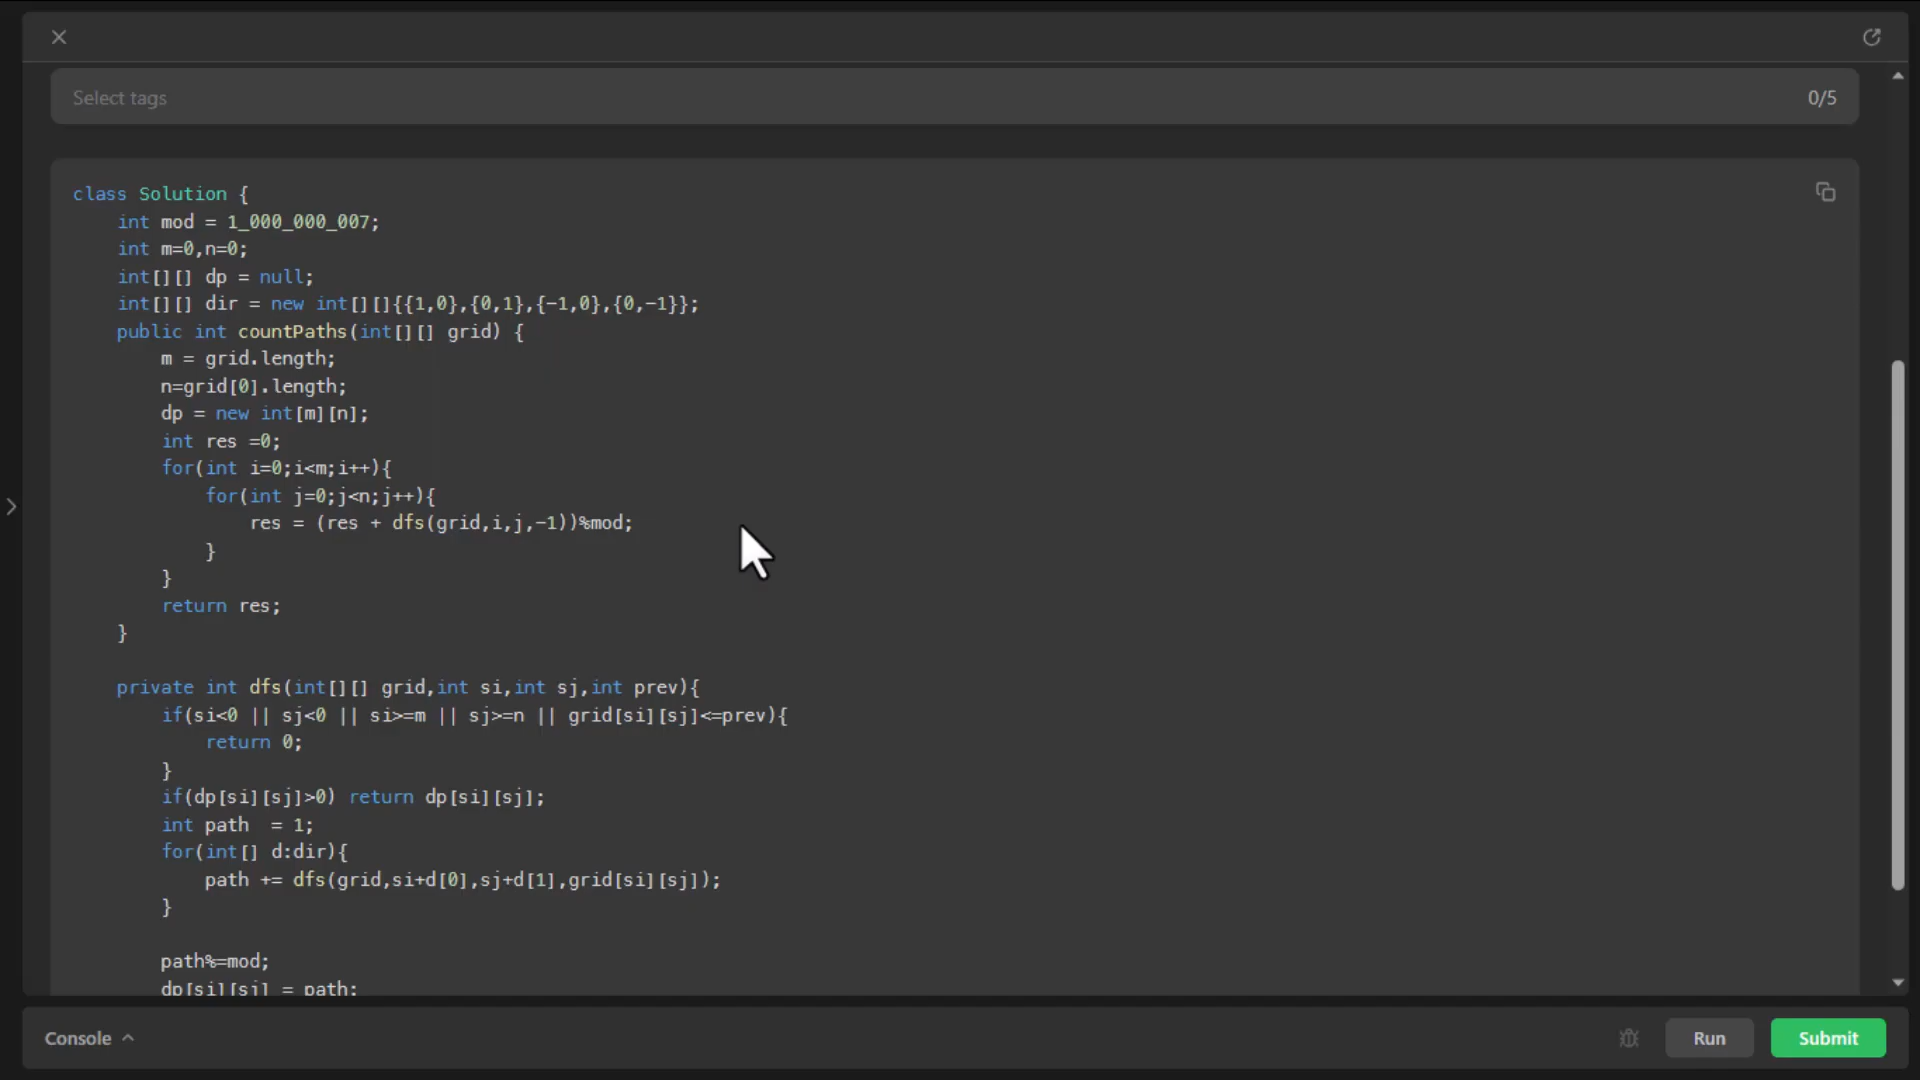 Select tags
0/5
class Solution {
    int mod = 1_000_000_007;
    int m=0,n=0;
    int[][] dp = null;
    int[][] dir = new int[][]{{1,0},{0,1},{-1,0},{0,-1}};
    public int countPaths(int[][] grid) {
        m = grid.length;
        n=grid[0].length;
        dp = new int[m][n];
        int res =0;
        for(int i=0;i<m;i++){
            for(int j=0;j<n;j++){
                res = (res + dfs(grid,i,j,-1))%mod;
            }
        }
        return res;
    }

    private int dfs(int[][] grid,int si,int sj,int prev){
        if(si<0 || sj<0 || si>=m || sj>=n || grid[si][sj]<=prev){
            return 0;
        }
        if(dp[si][sj]>0) return dp[si][sj];
        int path  = 1;
        for(int[] d:dir){
            path += dfs(grid,si+d[0],sj+d[1],grid[si][sj]);
        }

        path%=mod;
        dp[si][sj] = path;
Console
Run
Submit